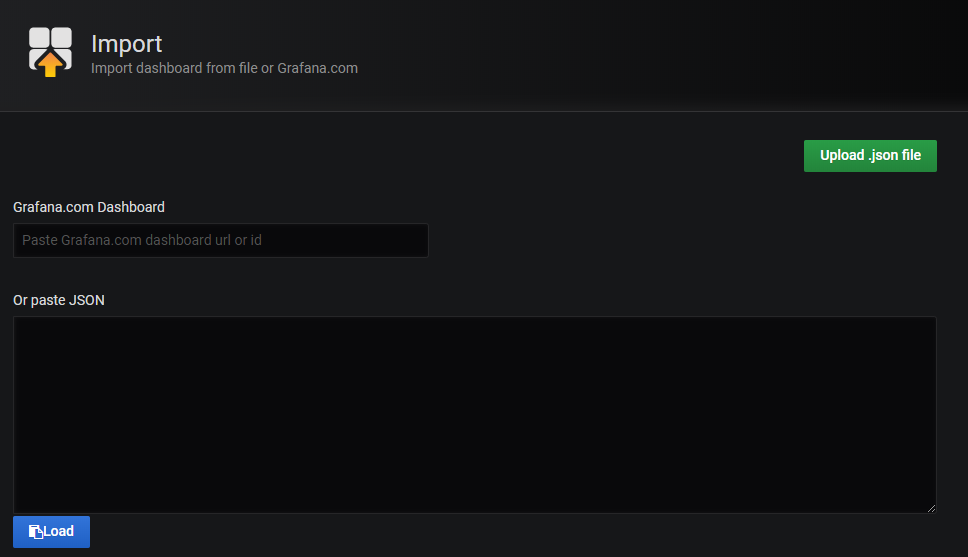 Import
Import dashboard from file or Grafana.com
Upload .json file
Grafana.com Dashboard
Paste Grafana.com dashboard url or id
Or paste JSON
Load